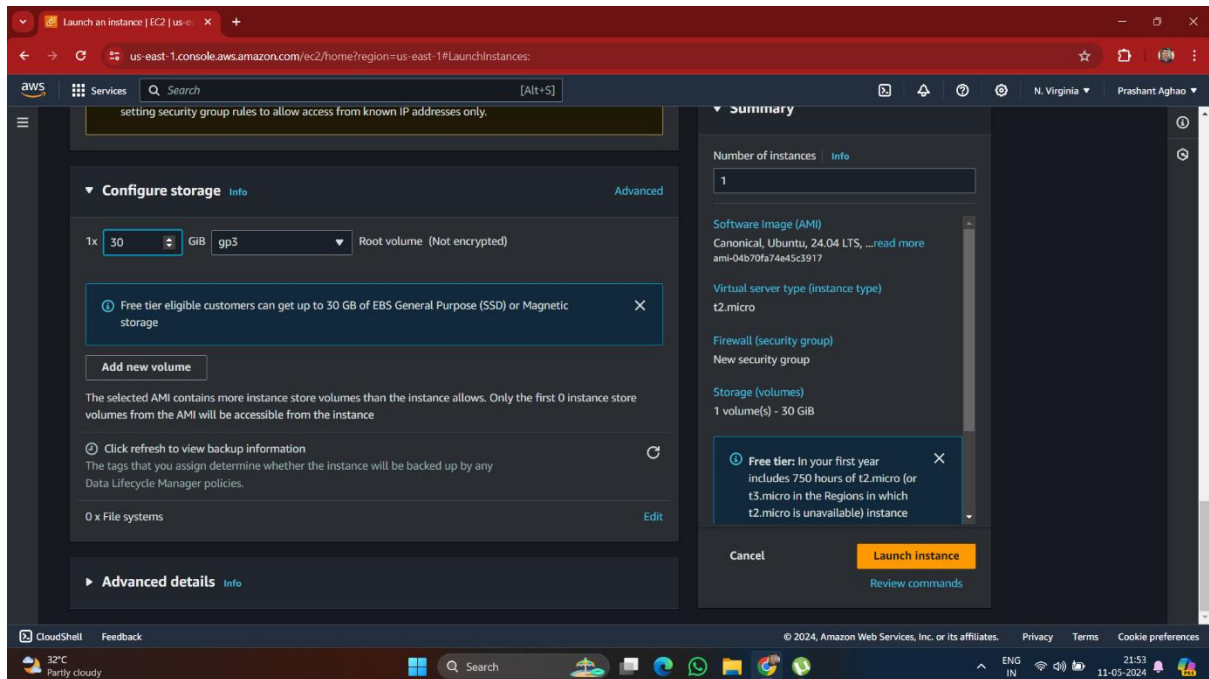 Launch an instance | EC2 | us-e
us-east-1.console.aws.amazon.com/ec2/home?region=us-east-1#LaunchInstances:
aws
Services
Search
[Alt+S]
N. Virginia ▼
Prashant Aghao ▼
setting security group rules to allow access from known IP addresses only.
▼ Configure storage Info
Advanced
1x 30 GiB gp3 ▼ Root volume (Not encrypted)
Free tier eligible customers can get up to 30 GB of EBS General Purpose (SSD) or Magnetic
storage
Add new volume
The selected AMI contains more instance store volumes than the instance allows. Only the first 0 instance store
volumes from the AMI will be accessible from the instance
Click refresh to view backup information
The tags that you assign determine whether the instance will be backed up by any
Data Lifecycle Manager policies.
0 x File systems
Edit
▶ Advanced details Info
▼ Summary
Number of instances Info
1
Software Image (AMI)
Canonical, Ubuntu, 24.04 LTS, ...read more
ami-04b70fa74e45c3917
Virtual server type (instance type)
t2.micro
Firewall (security group)
New security group
Storage (volumes)
1 volume(s) - 30 GiB
Free tier: In your first year
includes 750 hours of t2.micro (or
t3.micro in the Regions in which
t2.micro is unavailable) instance
Cancel
Launch instance
Review commands
CloudShell
Feedback
© 2024, Amazon Web Services, Inc. or its affiliates.
Privacy
Terms
Cookie preferences
32°C
Partly cloudy
Search
ENG
IN
21:53
11-05-2024